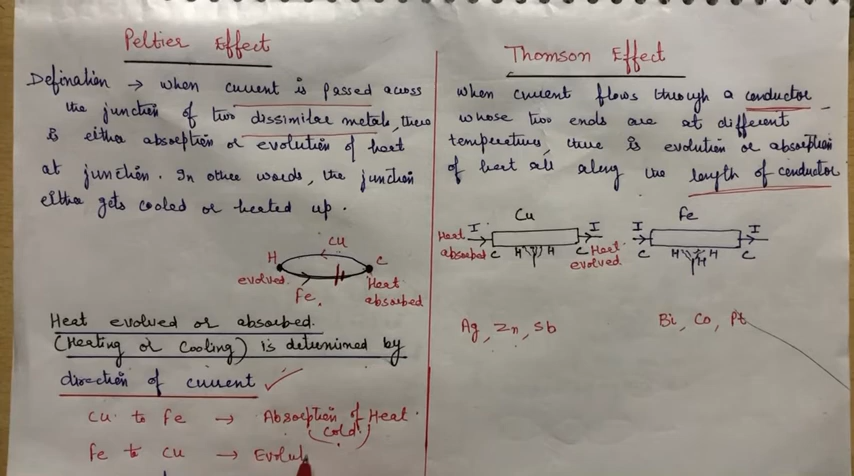 Peltier Effect
Defination → when current is passed across
the junction of two dissimilar metals, there
is either absorption or evolution of heat
at junction. In other words, the junction
either gets cooled or heated up.
Cu
H
C
evolved
Fe
Heat
absorbed
Heat evolved or absorbed.
(Heating or Cooling) is determined by
direction of current ✓
Cu to Fe → Absorption of Heat.
(Cold)
Fe to Cu → Evolu
Thomson Effect
when current flows through a conductor
whose two ends are at different
temperatures, there is evolution or absorption
of heat all along the length of conductor
Cu
Fe
I
I
I
I
Heat
absorbed
C
H
H
C
Heat
evolved
C
H
H
H
C
Ag, Zn, Sb
Bi, Co, Pt